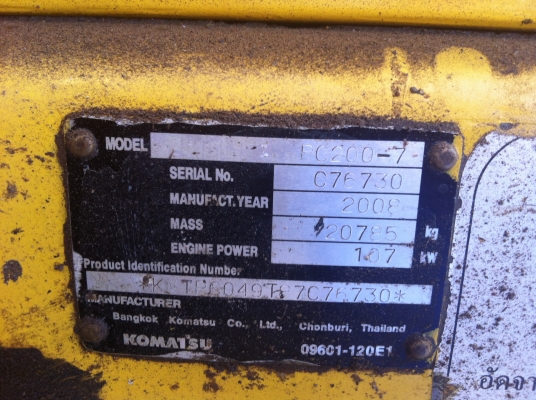 MODEL PC200-7
SERIAL No. C76730
MANUFACT.YEAR 2008
MASS 20785 kg
ENGINE POWER 107 kW
Product Identification Number
MANUFACTURER
Bangkok Komatsu Co., Ltd., Chonburi, Thailand
KOMATSU 09601-120E1